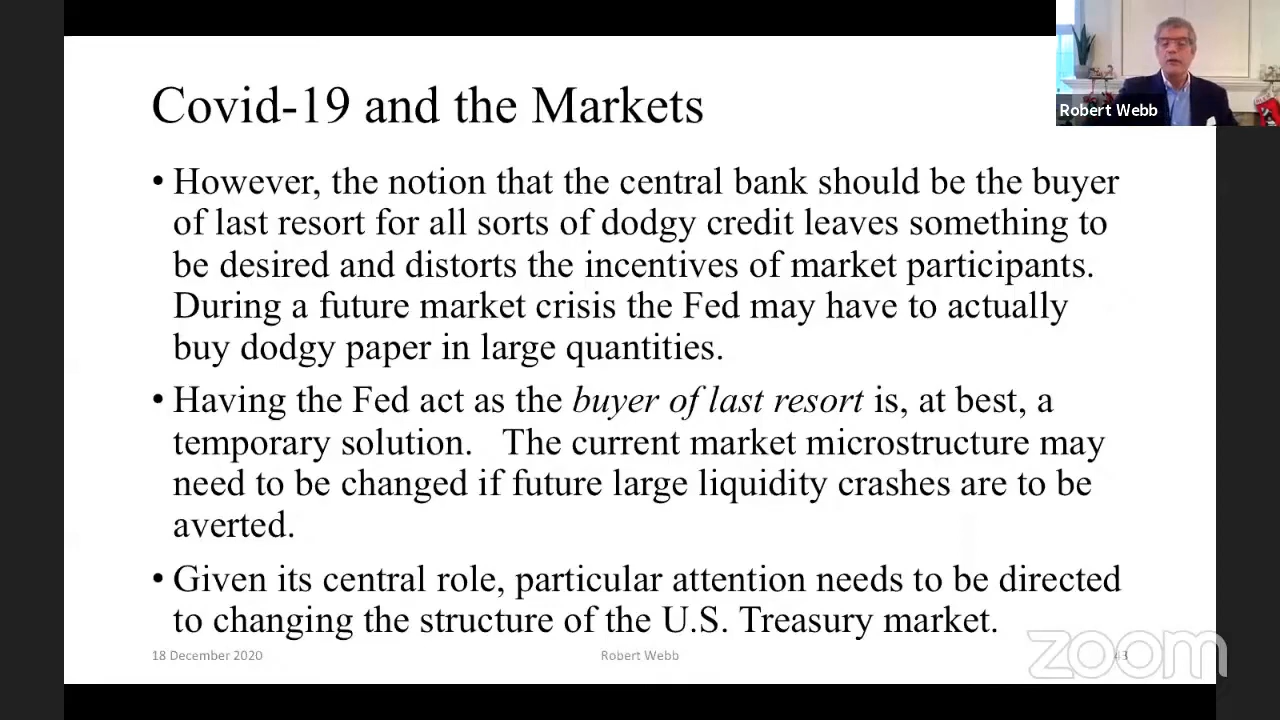 Covid-19 and the Markets
Robert Webb
• However, the notion that the central bank should be the buyer
of last resort for all sorts of dodgy credit leaves something to
be desired and distorts the incentives of market participants.
During a future market crisis the Fed may have to actually
buy dodgy paper in large quantities.
• Having the Fed act as the buyer of last resort is, at best, a
temporary solution.   The current market microstructure may
need to be changed if future large liquidity crashes are to be
averted.
• Given its central role, particular attention needs to be directed
to changing the structure of the U.S. Treasury market.
18 December 2020
Robert Webb
43
zoom